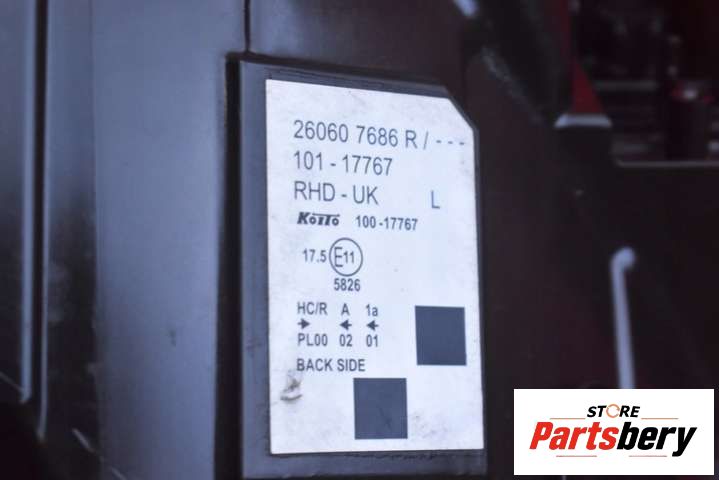 26060 7686 R / - - -
101 - 17767
RHD - UK L
KOITO 100 -17767
17.5 E11
5826
HC/R A 1a
PL00 02 01
BACK SIDE
STORE
Partsbery